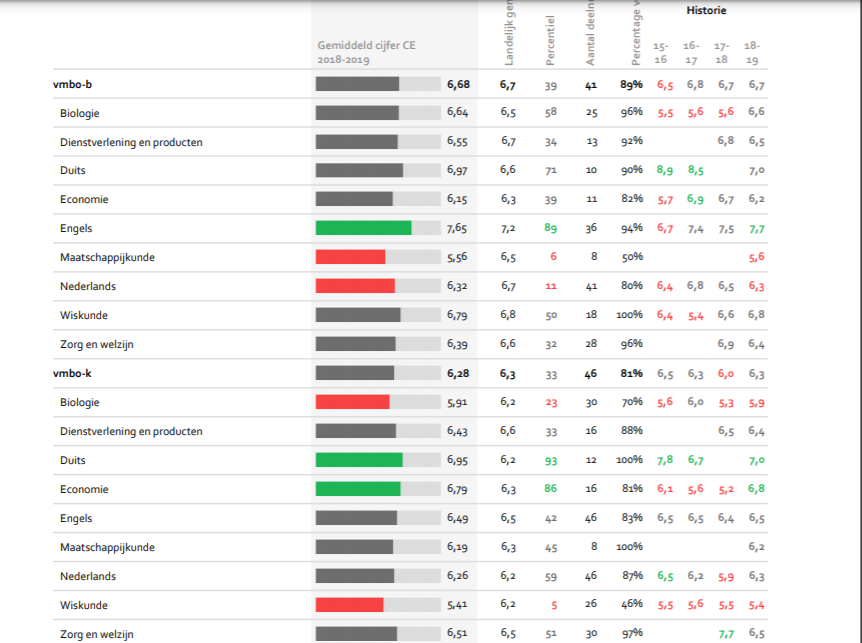 Historie
Gemiddeld cijfer CE 2018-2019 Landelijk Percentiel Aantal Percentage 15-16 16-17 17-18 18-19
vmbo-b 6,68 6,7 39 41 89% 6,5 6,8 6,7 6,7
Biologie 6,64 6,5 58 25 96% 5,5 5,6 5,6 6,6
Dienstverlening en producten 6,55 6,7 34 13 92% 6,8 6,5
Duits 6,97 6,6 71 10 90% 8,9 8,5 7,0
Economie 6,15 6,3 39 11 82% 5,7 6,9 6,7 6,2
Engels 7,65 7,2 89 36 94% 6,7 7,4 7,5 7,7
Maatschappijkunde 5,56 6,5 6 8 50% 5,6
Nederlands 6,32 6,7 11 41 80% 6,4 6,8 6,5 6,3
Wiskunde 6,79 6,8 50 18 100% 6,4 5,4 6,6 6,8
Zorg en welzijn 6,39 6,6 32 28 96% 6,9 6,4
vmbo-k 6,28 6,3 33 46 81% 6,5 6,3 6,0 6,3
Biologie 5,91 6,2 23 30 70% 5,6 6,0 5,3 5,9
Dienstverlening en producten 6,43 6,6 33 16 88% 6,5 6,4
Duits 6,95 6,2 93 12 100% 7,8 6,7 7,0
Economie 6,79 6,3 86 16 81% 6,1 5,6 5,2 6,8
Engels 6,49 6,5 42 46 83% 6,5 6,5 6,4 6,5
Maatschappijkunde 6,19 6,3 45 8 100% 6,2
Nederlands 6,26 6,2 59 46 87% 6,5 6,2 5,9 6,3
Wiskunde 5,41 6,2 5 26 46% 5,5 5,6 5,5 5,4
Zorg en welzijn 6,51 6,5 51 30 97% 7,7 6,5